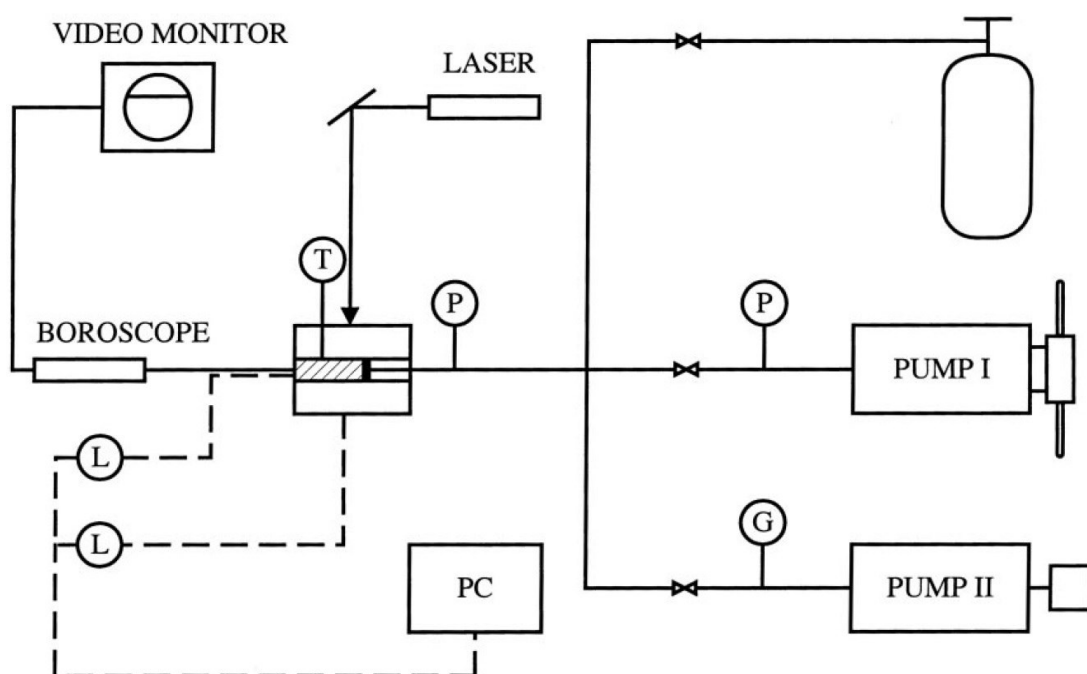 VIDEO MONITOR
LASER
T
P
P
BOROSCOPE
PUMP I
L
G
L
PC
PUMP II